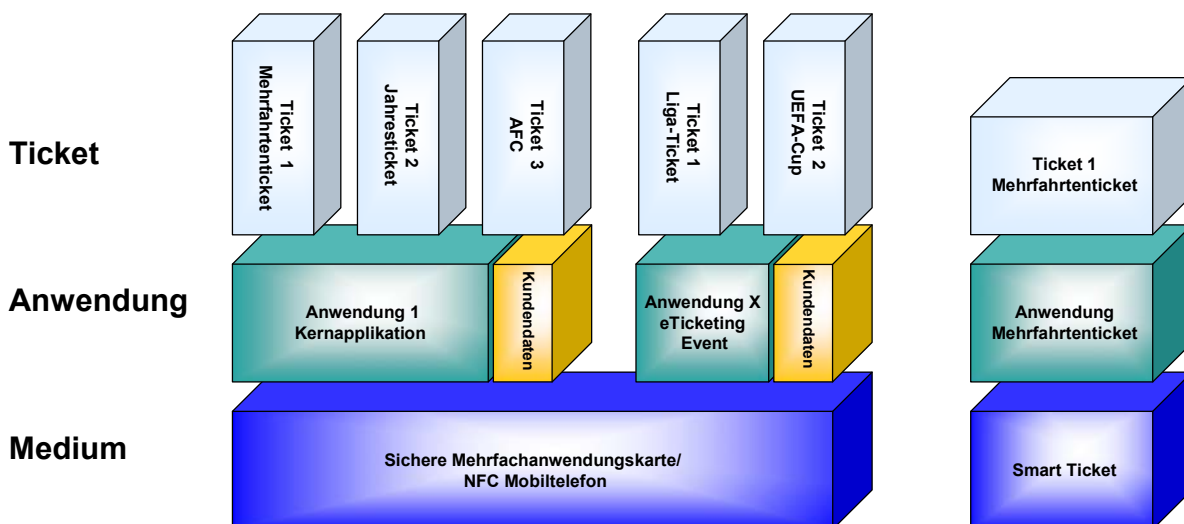 Ticket
Ticket 1
Mehrfahrtenticket
Ticket 2
Jahresticket
Ticket 3
AFC
Ticket 1
Liga-Ticket
Ticket 2
UEFA-Cup
Ticket 1
Mehrfahrtenticket
Anwendung
Anwendung 1
Kernapplikation
Kundendaten
Anwendung X
eTicketing
Event
Kundendaten
Anwendung
Mehrfahrtenticket
Medium
Sichere Mehrfachanwendungskarte/
NFC Mobiltelefon
Smart Ticket